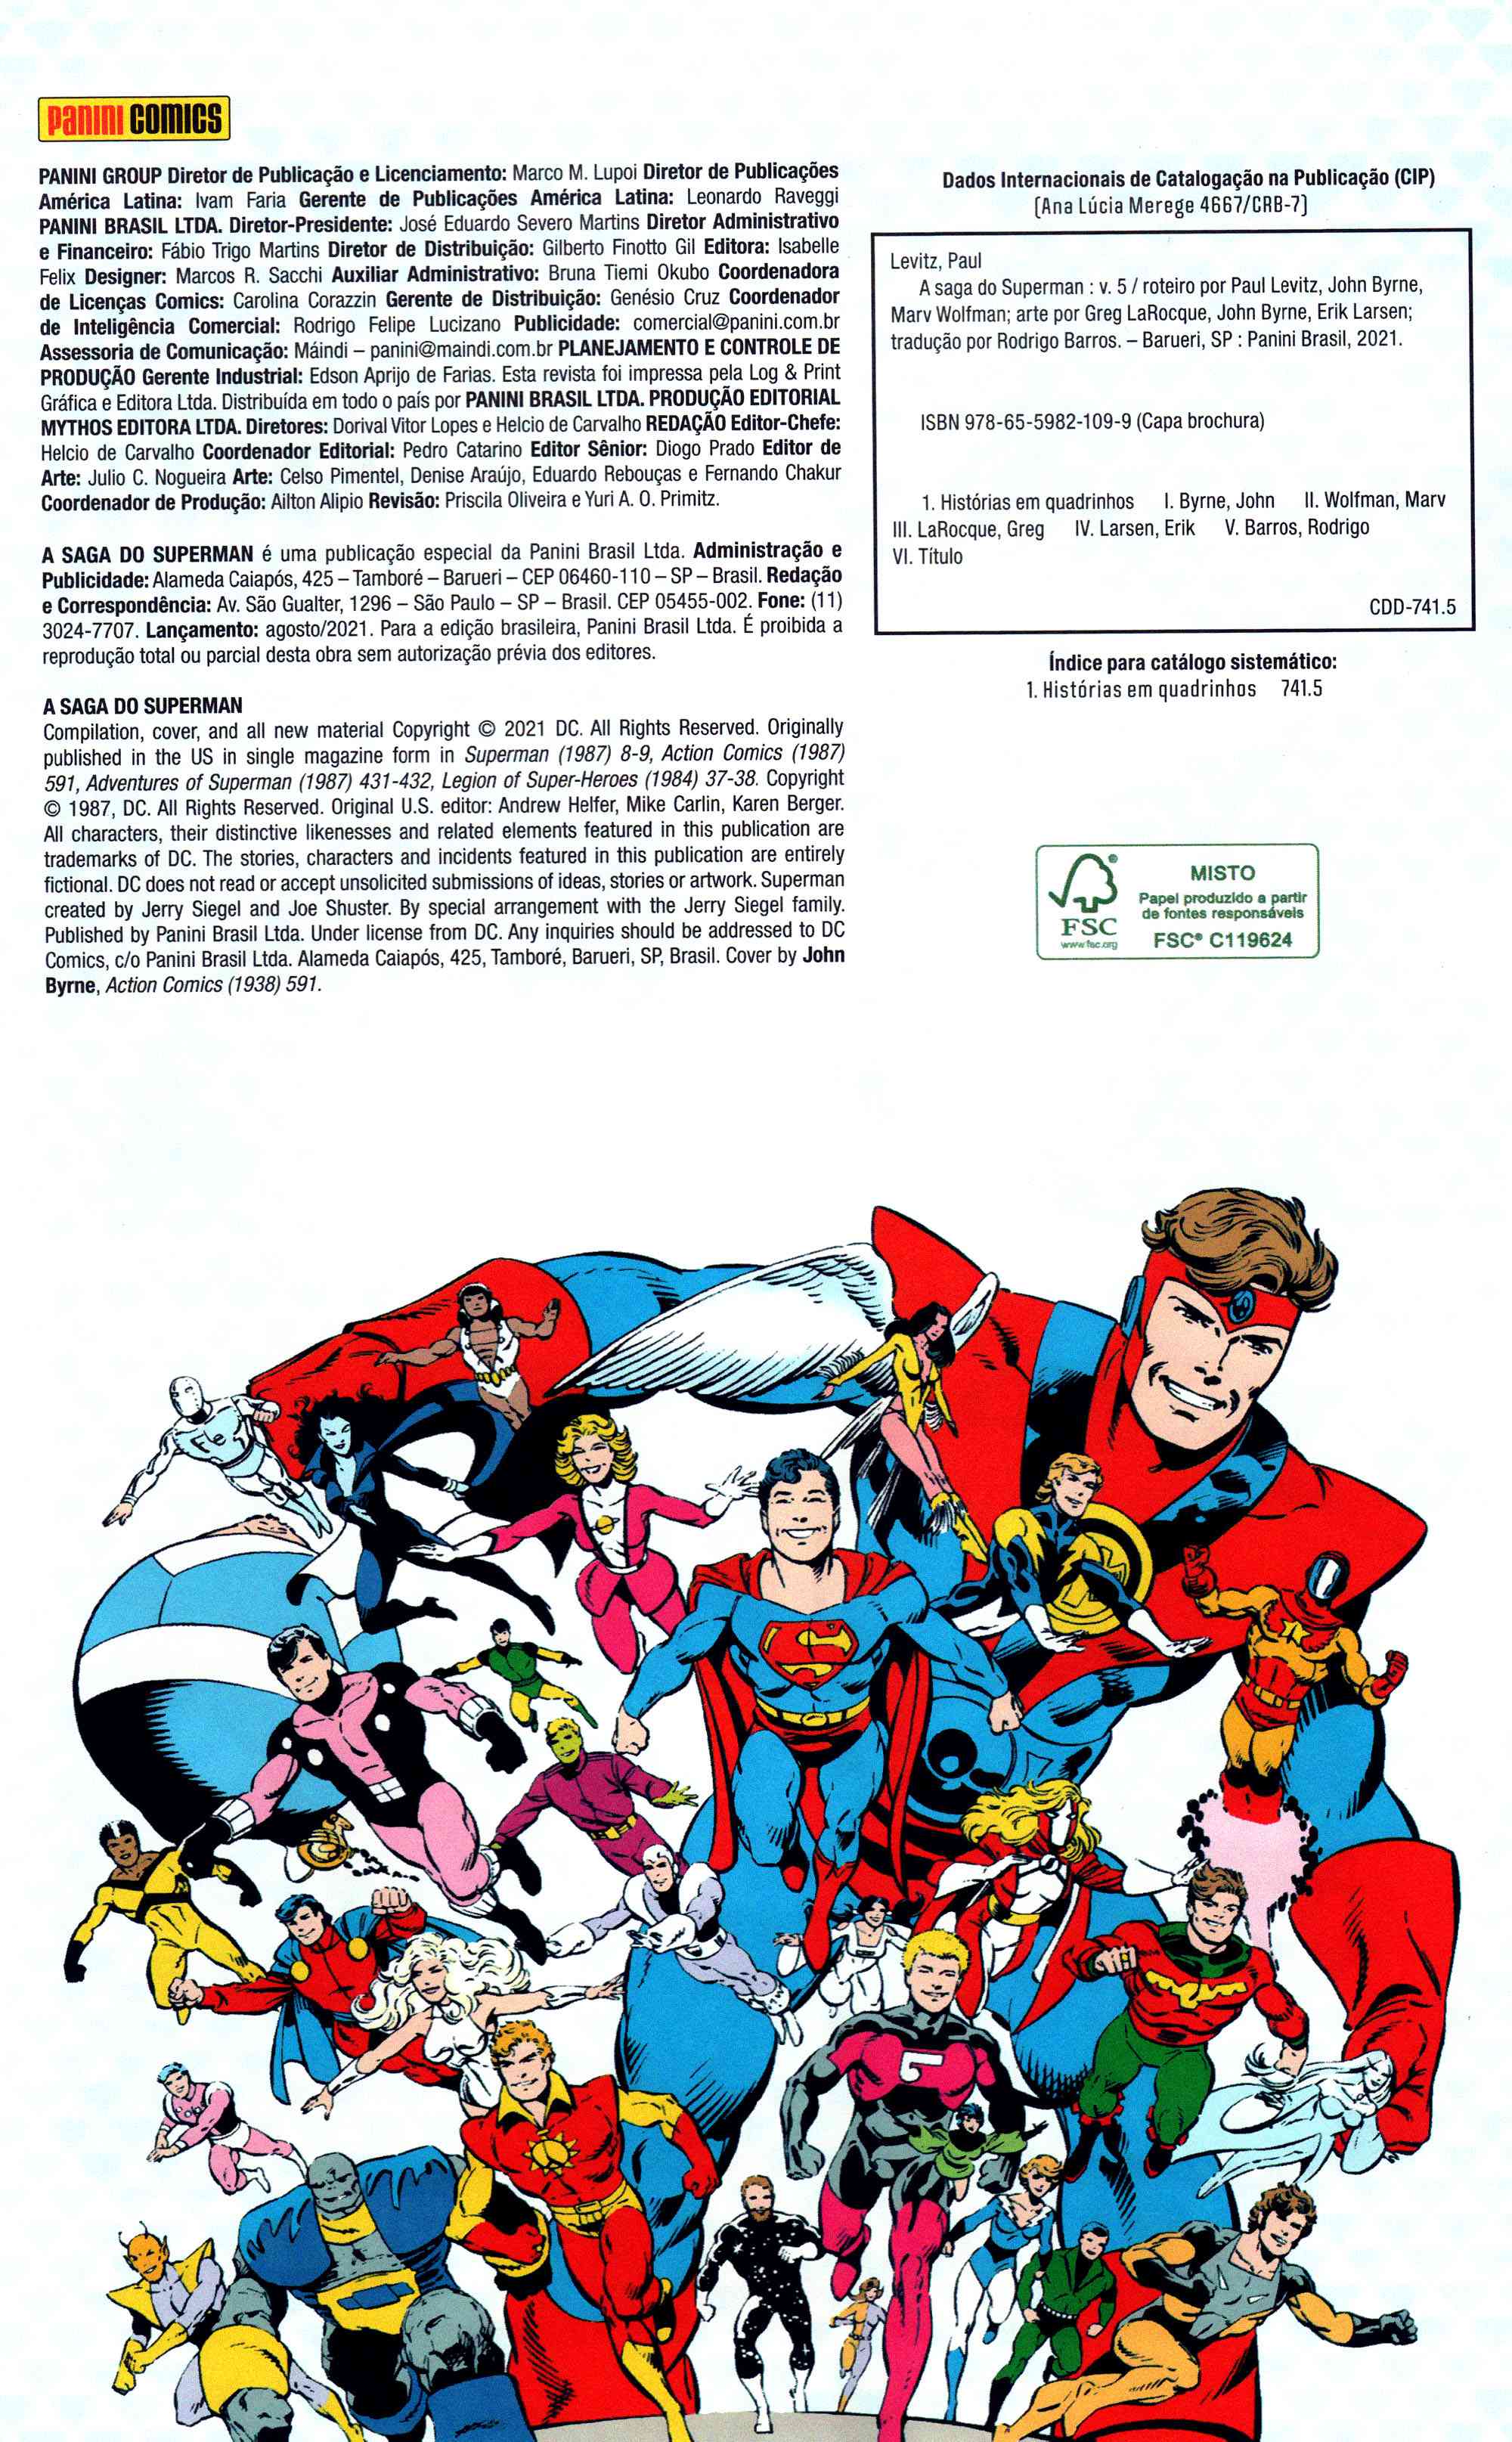 PANINI COMICS
PANINI GROUP Diretor de Publicação e Licenciamento: Marco M. Lupoi Diretor de Publicações
América Latina: Ivam Faria Gerente de Publicações América Latina: Leonardo Raveggi
PANINI BRASIL LTDA. Diretor-Presidente: José Eduardo Severo Martins Diretor Administrativo
e Financeiro: Fábio Trigo Martins Diretor de Distribuição: Gilberto Finotto Gil Editora: Isabelle
Felix Designer: Marcos R. Sacchi Auxiliar Administrativo: Bruna Tiemi Okubo Coordenadora
de Licenças Comics: Carolina Corazzin Gerente de Distribuição: Genésio Cruz Coordenador
de Inteligência Comercial: Rodrigo Felipe Lucizano Publicidade: comercial@panini.com.br
Assessoria de Comunicação: Máindi – panini@maindi.com.br PLANEJAMENTO E CONTROLE DE
PRODUÇÃO Gerente Industrial: Edson Aprijo de Farias. Esta revista foi impressa pela Log & Print
Gráfica e Editora Ltda. Distribuída em todo o país por PANINI BRASIL LTDA. PRODUÇÃO EDITORIAL
MYTHOS EDITORA LTDA. Diretores: Dorival Vitor Lopes e Helcio de Carvalho REDAÇÃO Editor-Chefe:
Helcio de Carvalho Coordenador Editorial: Pedro Catarino Editor Sênior: Diogo Prado Editor de
Arte: Julio C. Nogueira Arte: Celso Pimentel, Denise Araújo, Eduardo Rebouças e Fernando Chakur
Coordenador de Produção: Ailton Alipio Revisão: Priscila Oliveira e Yuri A. O. Primitz.
A SAGA DO SUPERMAN é uma publicação especial da Panini Brasil Ltda. Administração e
Publicidade: Alameda Caiapós, 425 – Tamboré – Barueri – CEP 06460-110 – SP – Brasil. Redação
e Correspondência: Av. São Gualter, 1296 – São Paulo – SP – Brasil. CEP 05455-002. Fone: (11)
3024-7707. Lançamento: agosto/2021. Para a edição brasileira, Panini Brasil Ltda. É proibida a
reprodução total ou parcial desta obra sem autorização prévia dos editores.
A SAGA DO SUPERMAN
Compilation, cover, and all new material Copyright © 2021 DC. All Rights Reserved. Originally
published in the US in single magazine form in Superman (1987) 8-9, Action Comics (1987)
591, Adventures of Superman (1987) 431-432, Legion of Super-Heroes (1984) 37-38. Copyright
© 1987, DC. All Rights Reserved. Original U.S. editor: Andrew Helfer, Mike Carlin, Karen Berger.
All characters, their distinctive likenesses and related elements featured in this publication are
trademarks of DC. The stories, characters and incidents featured in this publication are entirely
fictional. DC does not read or accept unsolicited submissions of ideas, stories or artwork. Superman
created by Jerry Siegel and Joe Shuster. By special arrangement with the Jerry Siegel family.
Published by Panini Brasil Ltda. Under license from DC. Any inquiries should be addressed to DC
Comics, c/o Panini Brasil Ltda. Alameda Caiapós, 425, Tamboré, Barueri, SP, Brasil. Cover by John
Byrne, Action Comics (1938) 591.
Dados Internacionais de Catalogação na Publicação (CIP)
(Ana Lúcia Merege 4667/CRB-7)
Levitz, Paul
A saga do Superman : v. 5 / roteiro por Paul Levitz, John Byrne,
Marv Wolfman; arte por Greg LaRocque, John Byrne, Erik Larsen;
tradução por Rodrigo Barros. – Barueri, SP : Panini Brasil, 2021.
ISBN 978-65-5982-109-9 (Capa brochura)
1. Histórias em quadrinhos I. Byrne, John II. Wolfman, Marv
III. LaRocque, Greg IV. Larsen, Erik V. Barros, Rodrigo
VI. Título
CDD-741.5
Índice para catálogo sistemático:
1. Histórias em quadrinhos 741.5
FSC
www.fsc.org
MISTO
Papel produzido a partir
de fontes responsáveis
FSC® C119624
Fe
S